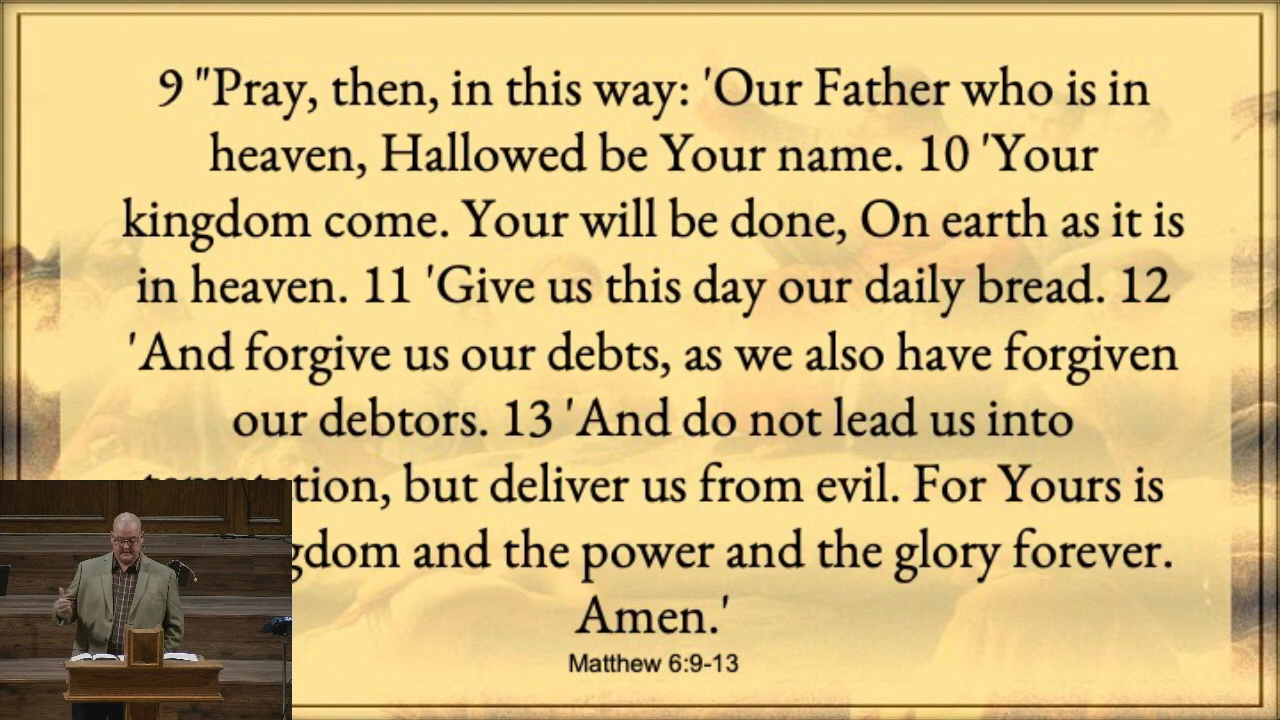 9 "Pray, then, in this way: 'Our Father who is in
heaven, Hallowed be Your name. 10 'Your
kingdom come. Your will be done, On earth as it is
in heaven. 11 'Give us this day our daily bread. 12
'And forgive us our debts, as we also have forgiven
our debtors. 13 'And do not lead us into
temptation, but deliver us from evil. For Yours is
gdom and the power and the glory forever.
Amen.'
Matthew 6:9-13